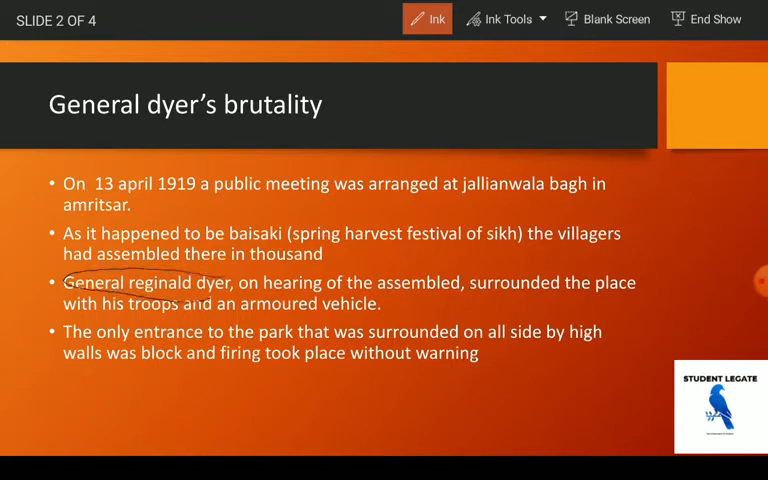 SLIDE 2 OF 4
Ink
Ink Tools
Blank Screen
End Show
General dyer's brutality
• On 13 april 1919 a public meeting was arranged at jallianwala bagh in
amritsar.
• As it happened to be baisaki (spring harvest festival of sikh) the villagers
had assembled there in thousand
• General reginald dyer, on hearing of the assembled, surrounded the place
with his troops and an armoured vehicle.
• The only entrance to the park that was surrounded on all side by high
walls was block and firing took place without warning
STUDENT LEGATE